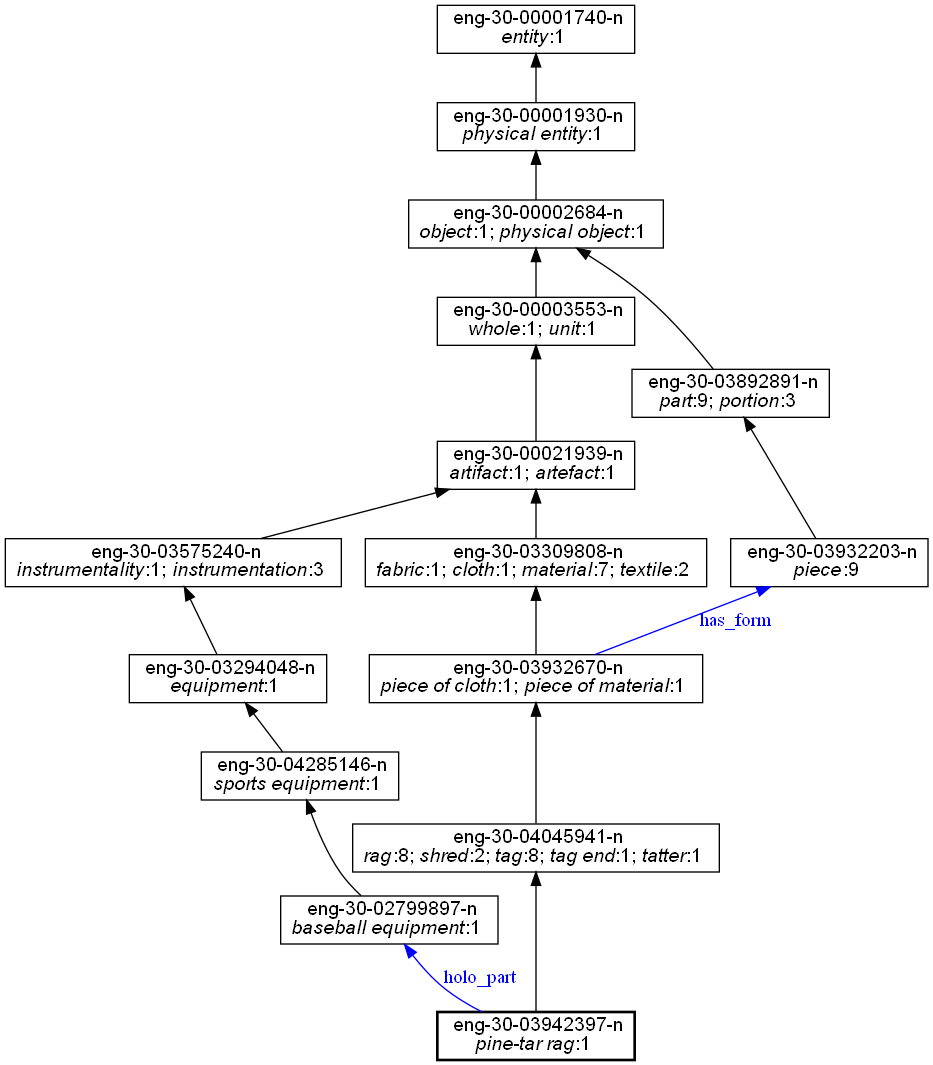 eng-30-00001740-n
entity:1
eng-30-00001930-n
physical entity:1
eng-30-00002684-n
object:1; physical object:1
eng-30-00003553-n
whole:1; unit:1
eng-30-03892891-n
part:9; portion:3
eng-30-00021939-n
artifact:1; artefact:1
eng-30-03575240-n
instrumentality:1; instrumentation:3
eng-30-03309808-n
fabric:1; cloth:1; material:7; textile:2
eng-30-03932203-n
piece:9
has_form
eng-30-03294048-n
equipment:1
eng-30-03932670-n
piece of cloth:1; piece of material:1
eng-30-04285146-n
sports equipment:1
eng-30-04045941-n
rag:8; shred:2; tag:8; tag end:1; tatter:1
eng-30-02799897-n
baseball equipment:1
holo_part
eng-30-03942397-n
pine-tar rag:1